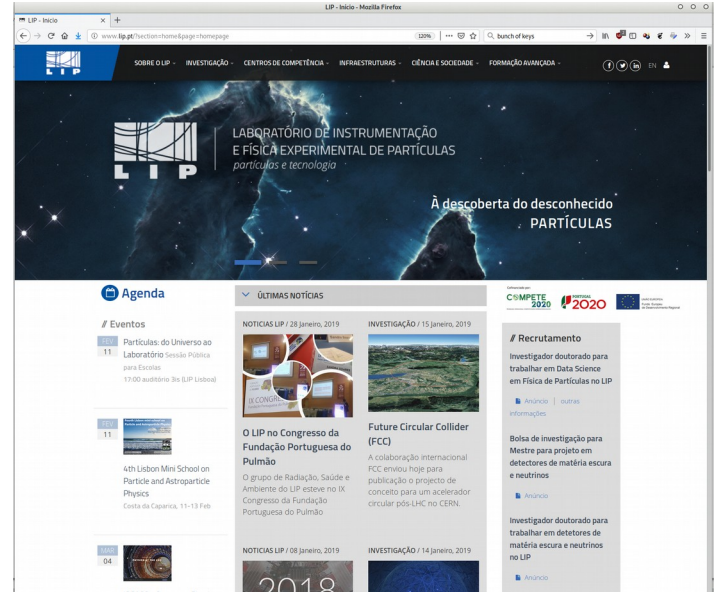 LIP - Início - Mozilla Firefox
LIP - Início
www.lip.pt/?section=home&page=homepage
120%
bunch of keys
LIP
SOBRE O LIP
INVESTIGAÇÃO
CENTROS DE COMPETÊNCIA
INFRAESTRUTURAS
CIÊNCIA E SOCIEDADE
FORMAÇÃO AVANÇADA
EN
LIP
LABORATÓRIO DE INSTRUMENTAÇÃO
E FÍSICA EXPERIMENTAL DE PARTÍCULAS
partículas e tecnologia
À descoberta do desconhecido
PARTÍCULAS
Agenda
// Eventos
FEV
11
Partículas: do Universo ao
Laboratório Sessão Pública
para Escolas
17:00 auditório 3is (LIP Lisboa)
FEV
11
4th Lisbon Mini School on
Particle and Astroparticle
Physics
Costa da Caparica, 11-13 Feb
MAR
04
ÚLTIMAS NOTÍCIAS
NOTICIAS LIP / 28 Janeiro, 2019
O LIP no Congresso da
Fundação Portuguesa do
Pulmão
O grupo de Radiação, Saúde e
Ambiente do LIP esteve no IX
Congresso da Fundação
Portuguesa do Pulmão
INVESTIGAÇÃO / 15 Janeiro, 2019
Future Circular Collider
(FCC)
A colaboração internacional
FCC enviou hoje para
publicação o projecto de
conceito para um acelerador
circular pós-LHC no CERN.
NOTICIAS LIP / 08 Janeiro, 2019
2018
INVESTIGAÇÃO / 14 Janeiro, 2019
COMPETE
2020
PORTUGAL
2020
// Recrutamento
Investigador doutorado para
trabalhar em Data Science
em Física de Partículas no LIP
Anúncio | outras
informações
Bolsa de investigação para
Mestre para projeto em
detectores de matéria escura
e neutrinos
Anúncio
Investigador doutorado para
trabalhar em detetores de
matéria escura e neutrinos
no LIP
Anúncio